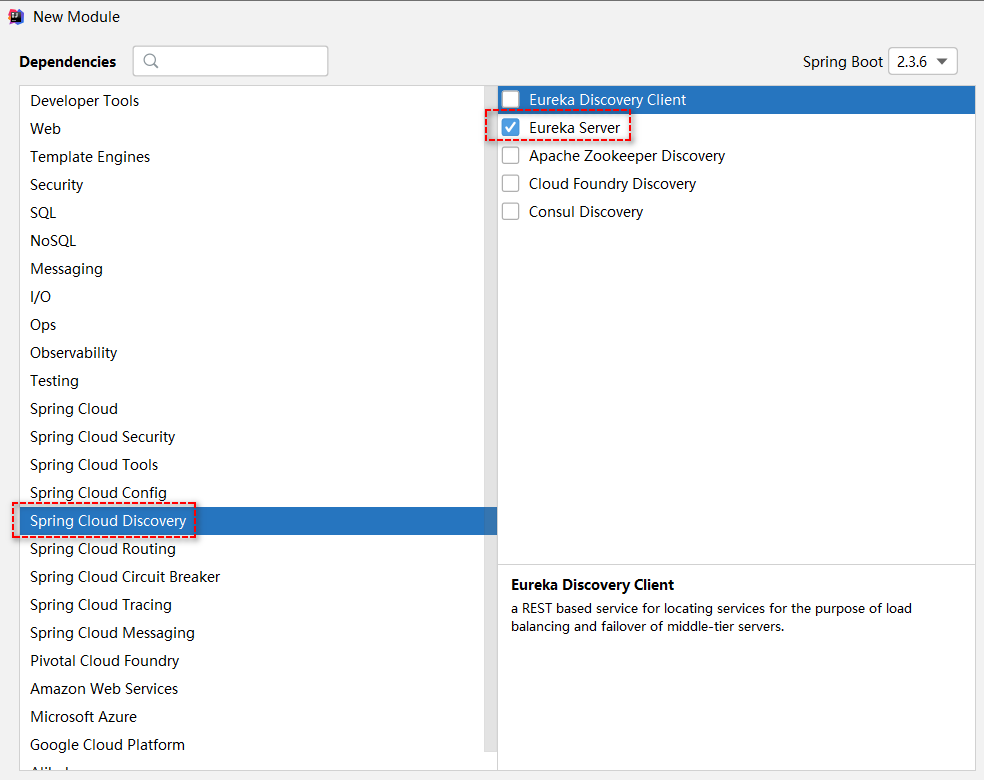 New Module
Dependencies
Spring Boot 2.3.6
Developer Tools
Web
Template Engines
Security
SQL
NoSQL
Messaging
I/O
Ops
Observability
Testing
Spring Cloud
Spring Cloud Security
Spring Cloud Tools
Spring Cloud Config
Spring Cloud Discovery
Spring Cloud Routing
Spring Cloud Circuit Breaker
Spring Cloud Tracing
Spring Cloud Messaging
Pivotal Cloud Foundry
Amazon Web Services
Microsoft Azure
Google Cloud Platform
Eureka Discovery Client
Eureka Server
Apache Zookeeper Discovery
Cloud Foundry Discovery
Consul Discovery
Eureka Discovery Client
a REST based service for locating services for the purpose of load
balancing and failover of middle-tier servers.